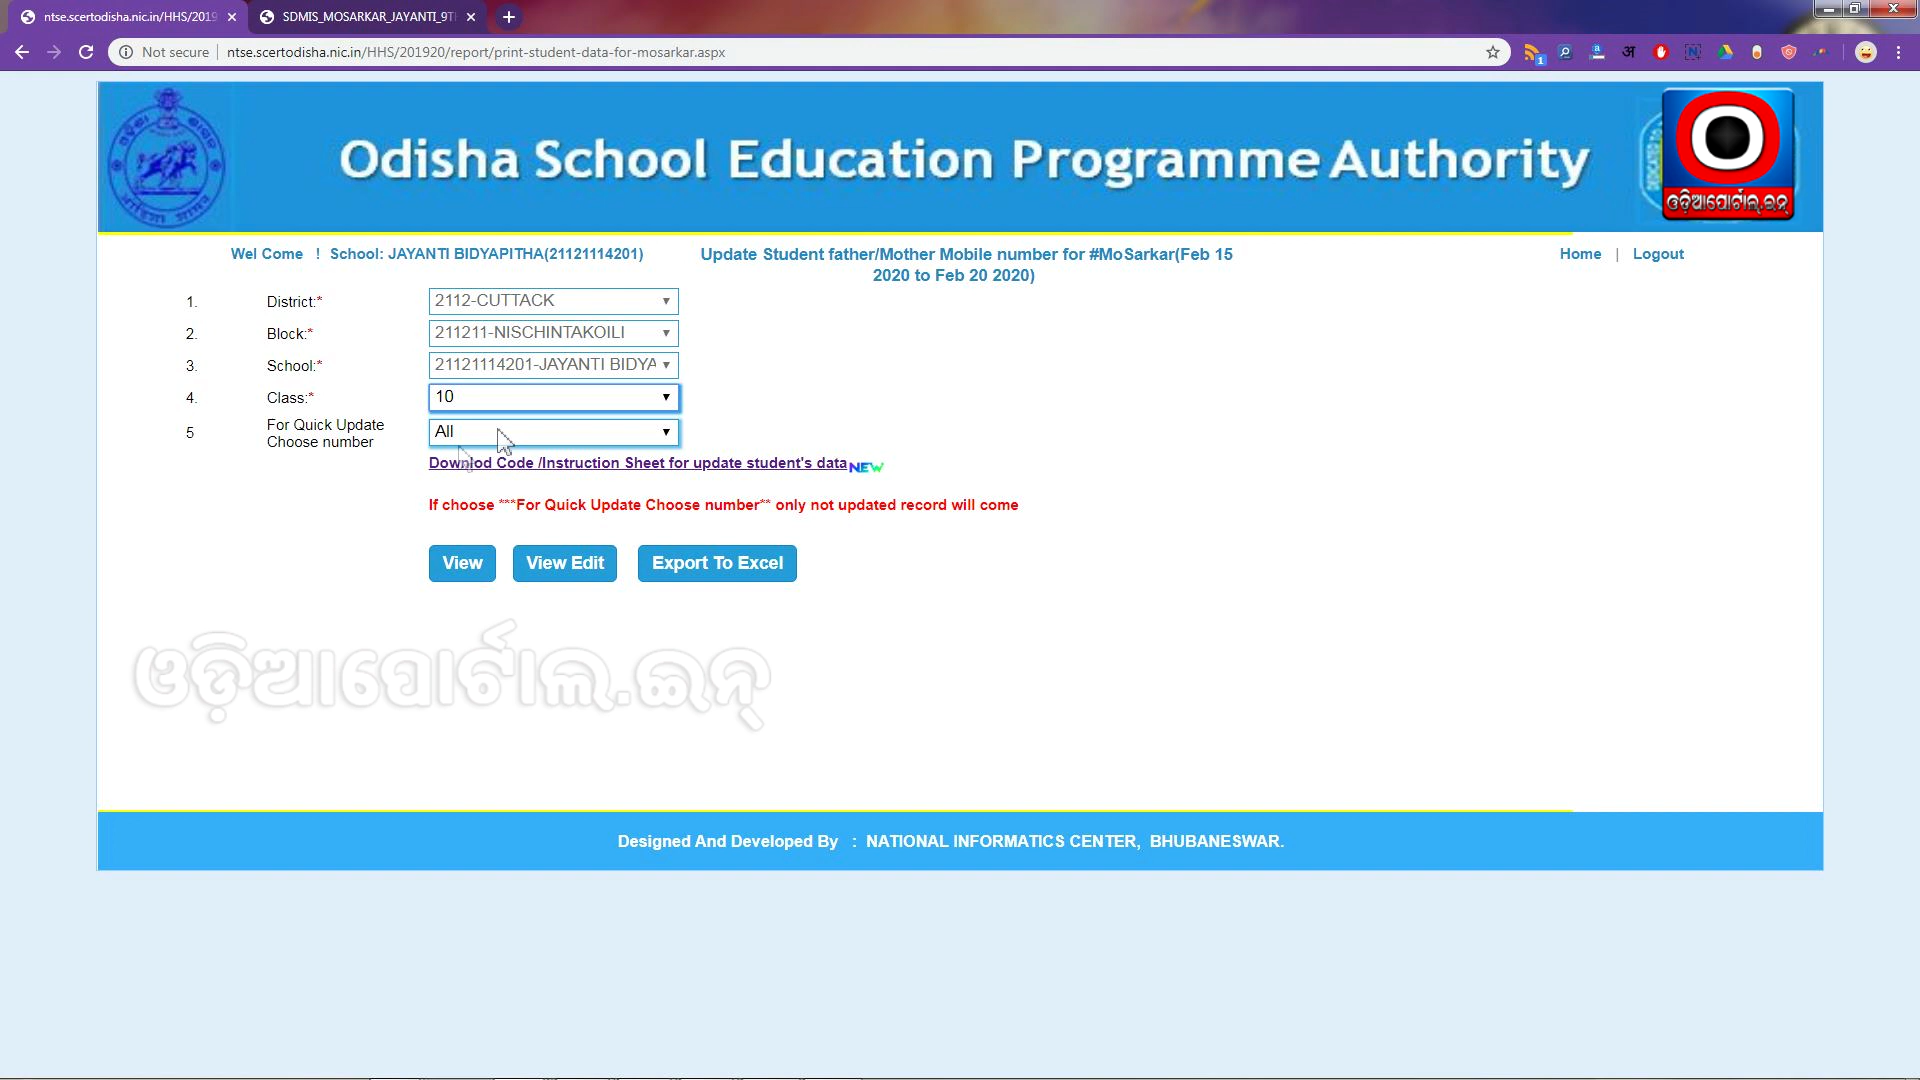 ntse.scertodisha.nic.in/HHS/2019
SDMIS_MOSARKAR_JAYANTI_9TH
Not secure
ntse.scertodisha.nic.in/HHS/201920/report/print-student-data-for-mosarkar.aspx
1
Odisha School Education Programme Authority
ଓଡ଼ିଆପୋର୍ଟାଲ୍.ଇନ୍
Wel Come ! School: JAYANTI BIDYAPITHA(21121114201)
Update Student father/Mother Mobile number for #MoSarkar(Feb 15
2020 to Feb 20 2020)
Home | Logout
1. District:* 2112-CUTTACK
2. Block:* 211211-NISCHINTAKOILI
3. School:* 21121114201-JAYANTI BIDYA
4. Class:* 10
5 For Quick Update
Choose number All
Downlod Code /Instruction Sheet for update student's data NEW
If choose ***For Quick Update Choose number** only not updated record will come
View View Edit Export To Excel
ଓଡ଼ିଆପୋର୍ଟାଲ୍.ଇନ୍
Designed And Developed By : NATIONAL INFORMATICS CENTER, BHUBANESWAR.